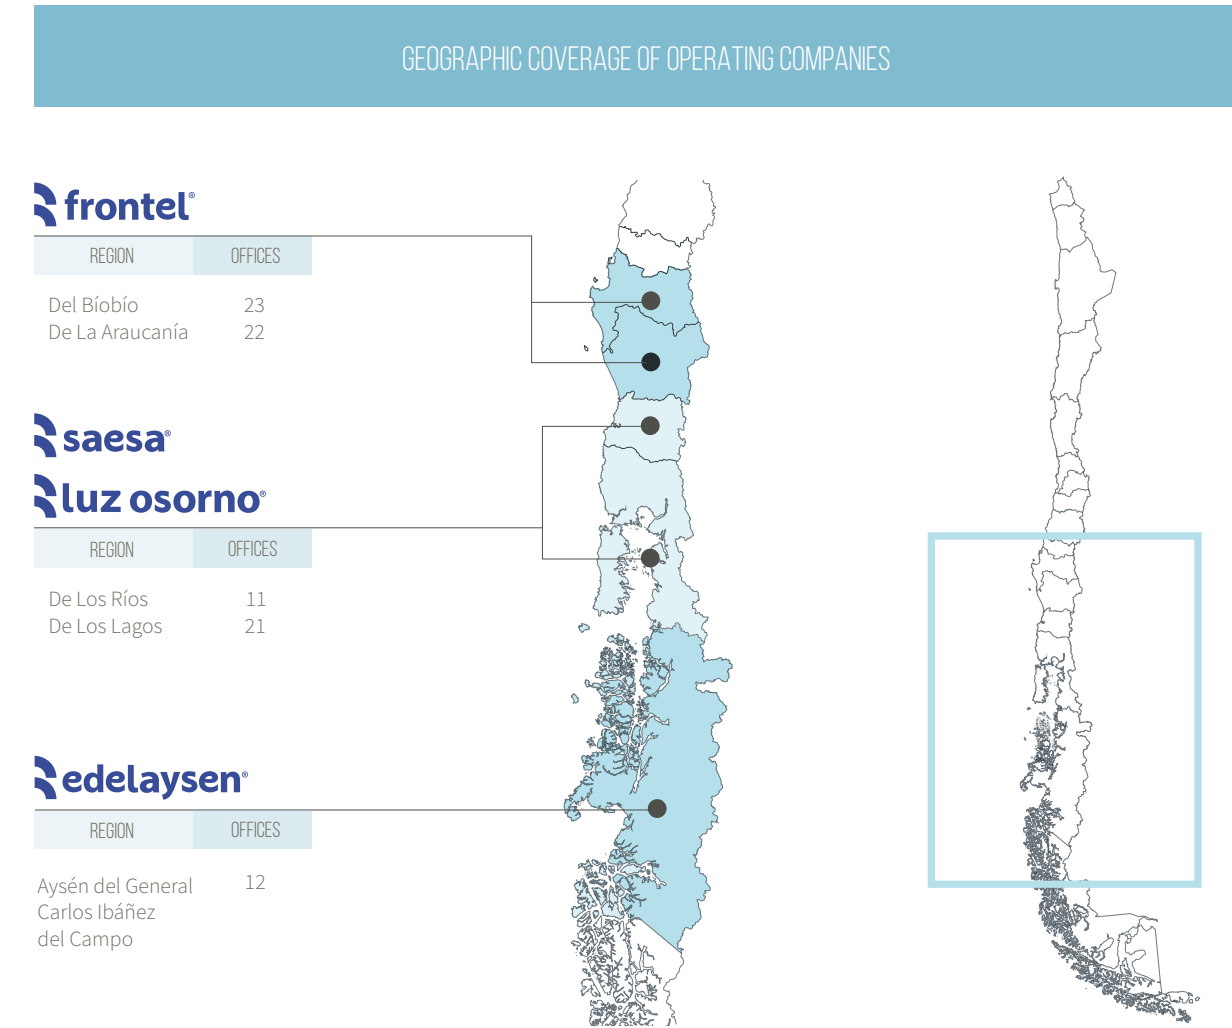 GEOGRAPHIC COVERAGE OF OPERATING COMPANIES
frontel®
REGION OFFICES
Del Bíobío 23
De La Araucanía 22
saesa®
luz osorno®
REGION OFFICES
De Los Ríos 11
De Los Lagos 21
edelaysen®
REGION OFFICES
Aysén del General 12
Carlos Ibáñez
del Campo